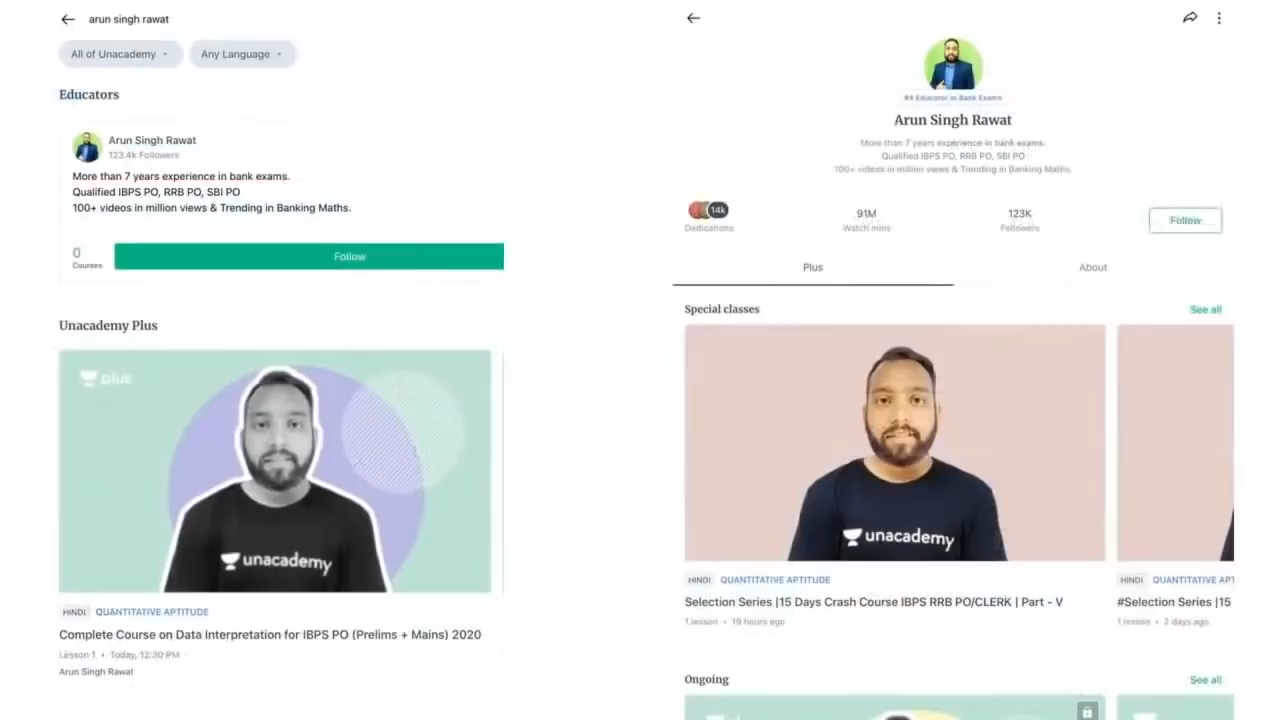 arun singh rawat
All of Unacademy
Any Language
Educators
Arun Singh Rawat
123.4k Followers
More than 7 years experience in bank exams.
Qualified IBPS PO, RRB PO, SBI PO
100+ videos in million views & Trending in Banking Maths.
0
Courses
Follow
Unacademy Plus
plus
unacademy
HINDI QUANTITATIVE APTITUDE
Complete Course on Data Interpretation for IBPS PO (Prelims + Mains) 2020
Lesson 1 • Today, 12:30 PM
Arun Singh Rawat
#4 Educator in Bank Exams
Arun Singh Rawat
More than 7 years experience in bank exams.
Qualified IBPS PO, RRB PO, SBI PO
100+ videos in million views & Trending in Banking Maths.
14k
Dedications
91M
Watch mins
123K
Followers
Follow
Plus
About
Special classes
See all
unacademy
HINDI QUANTITATIVE APTITUDE
Selection Series |15 Days Crash Course IBPS RRB PO/CLERK | Part - V
1 lesson • 19 hours ago
HINDI QUANTITATIVE APT
#Selection Series |15
1 lesson • 2 days ago
Ongoing
See all